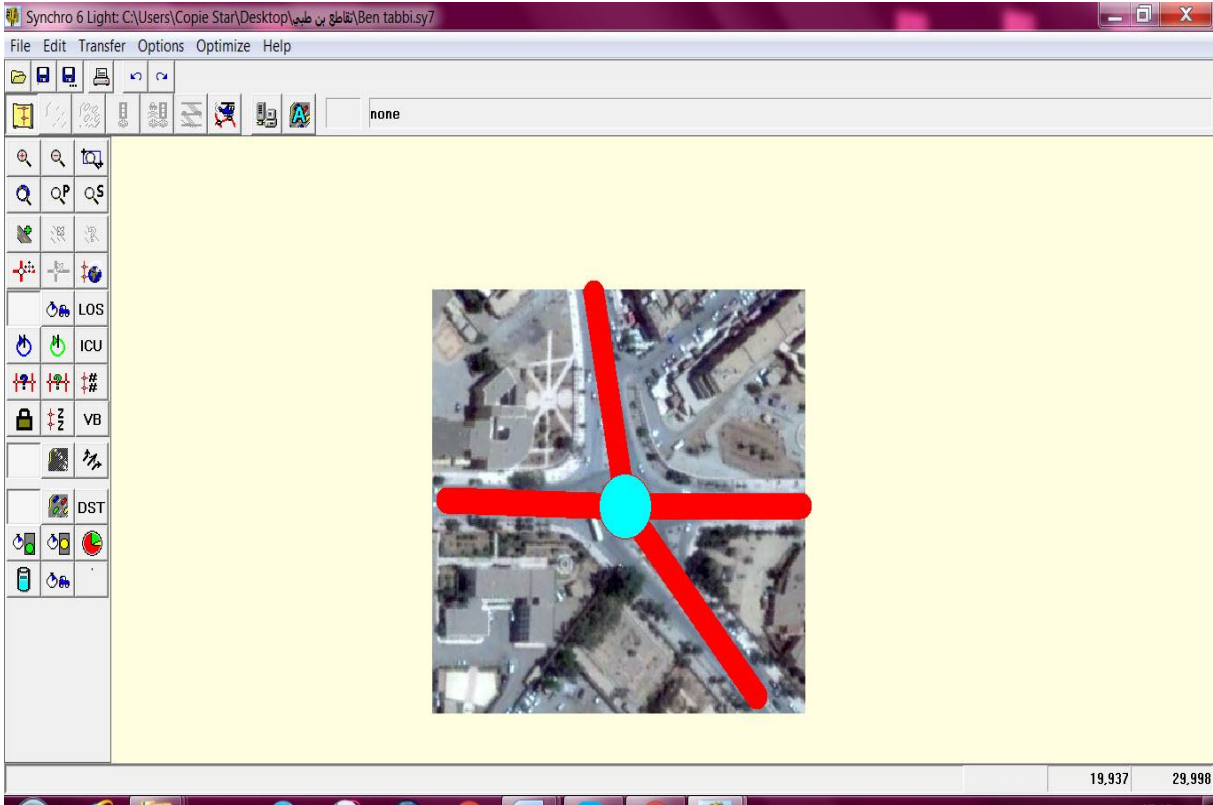 Synchro 6 Light: C:\Users\Copie Star\Desktop\تقاطع بن طبي\Ben tabbi.sy7
File Edit Transfer Options Optimize Help
none
P S
LOS
ICU
VB
DST
19,937 29,998